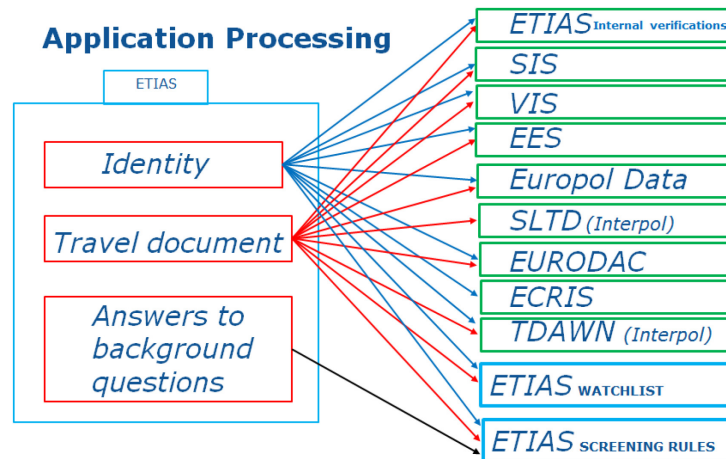 Application Processing
ETIAS
Identity
Travel document
Answers to
background
questions
ETIAS Internal verifications
SIS
VIS
EES
Europol Data
SLTD (Interpol)
EURODAC
ECRIS
TDAWN (Interpol)
ETIAS WATCHLIST
ETIAS SCREENING RULES